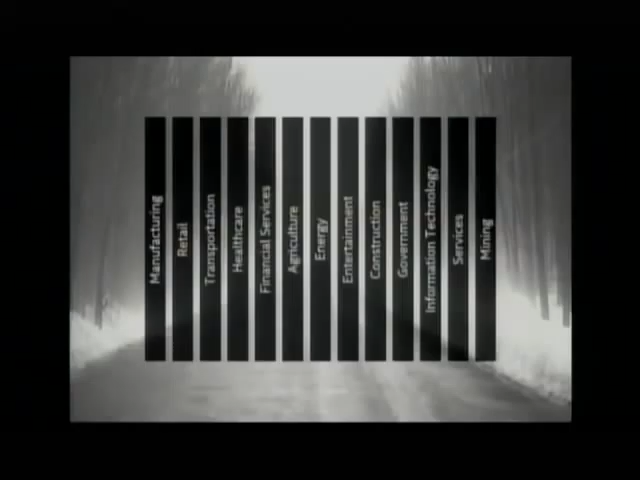 Manufacturing
Retail
Transportation
Healthcare
Financial Services
Agriculture
Energy
Entertainment
Construction
Government
Information Technology
Services
Mining